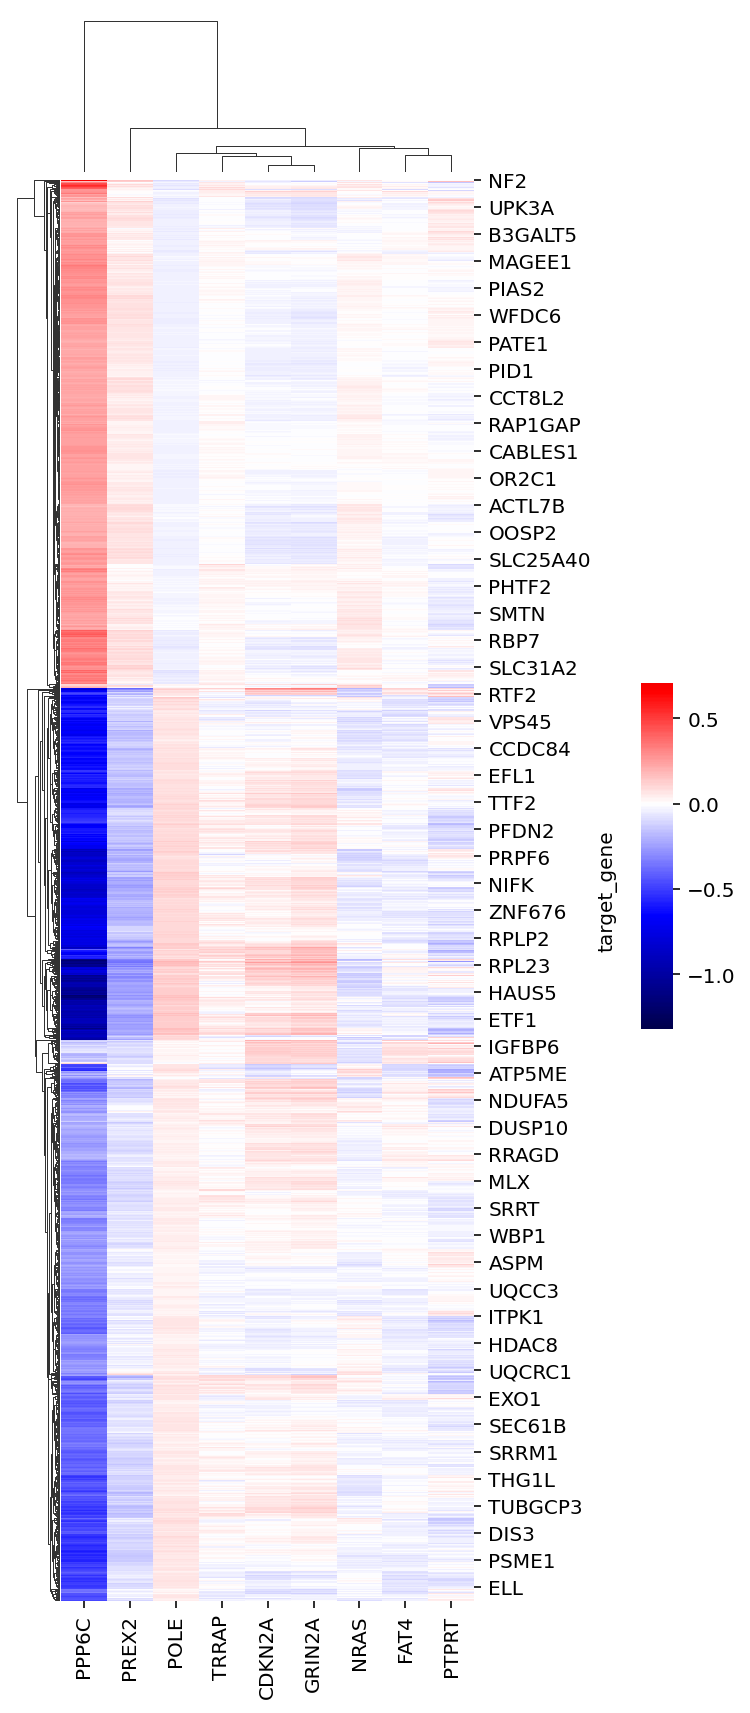 NF2
UPK3A
B3GALT5
MAGEE1
PIAS2
WFDC6
PATE1
PID1
CCT8L2
RAP1GAP
CABLES1
OR2C1
ACTL7B
OOSP2
SLC25A40
PHTF2
SMTN
RBP7
SLC31A2
RTF2
VPS45
CCDC84
EFL1
TTF2
PFDN2
PRPF6
NIFK
ZNF676
RPLP2
RPL23
HAUS5
ETF1
IGFBP6
ATP5ME
NDUFA5
DUSP10
RRAGD
MLX
SRRT
WBP1
ASPM
UQCC3
ITPK1
HDAC8
UQCRC1
EXO1
SEC61B
SRRM1
THG1L
TUBGCP3
DIS3
PSME1
ELL
target_gene
0.5
0.0
−0.5
−1.0
PPP6C
PREX2
POLE
TRRAP
CDKN2A
GRIN2A
NRAS
FAT4
PTPRT